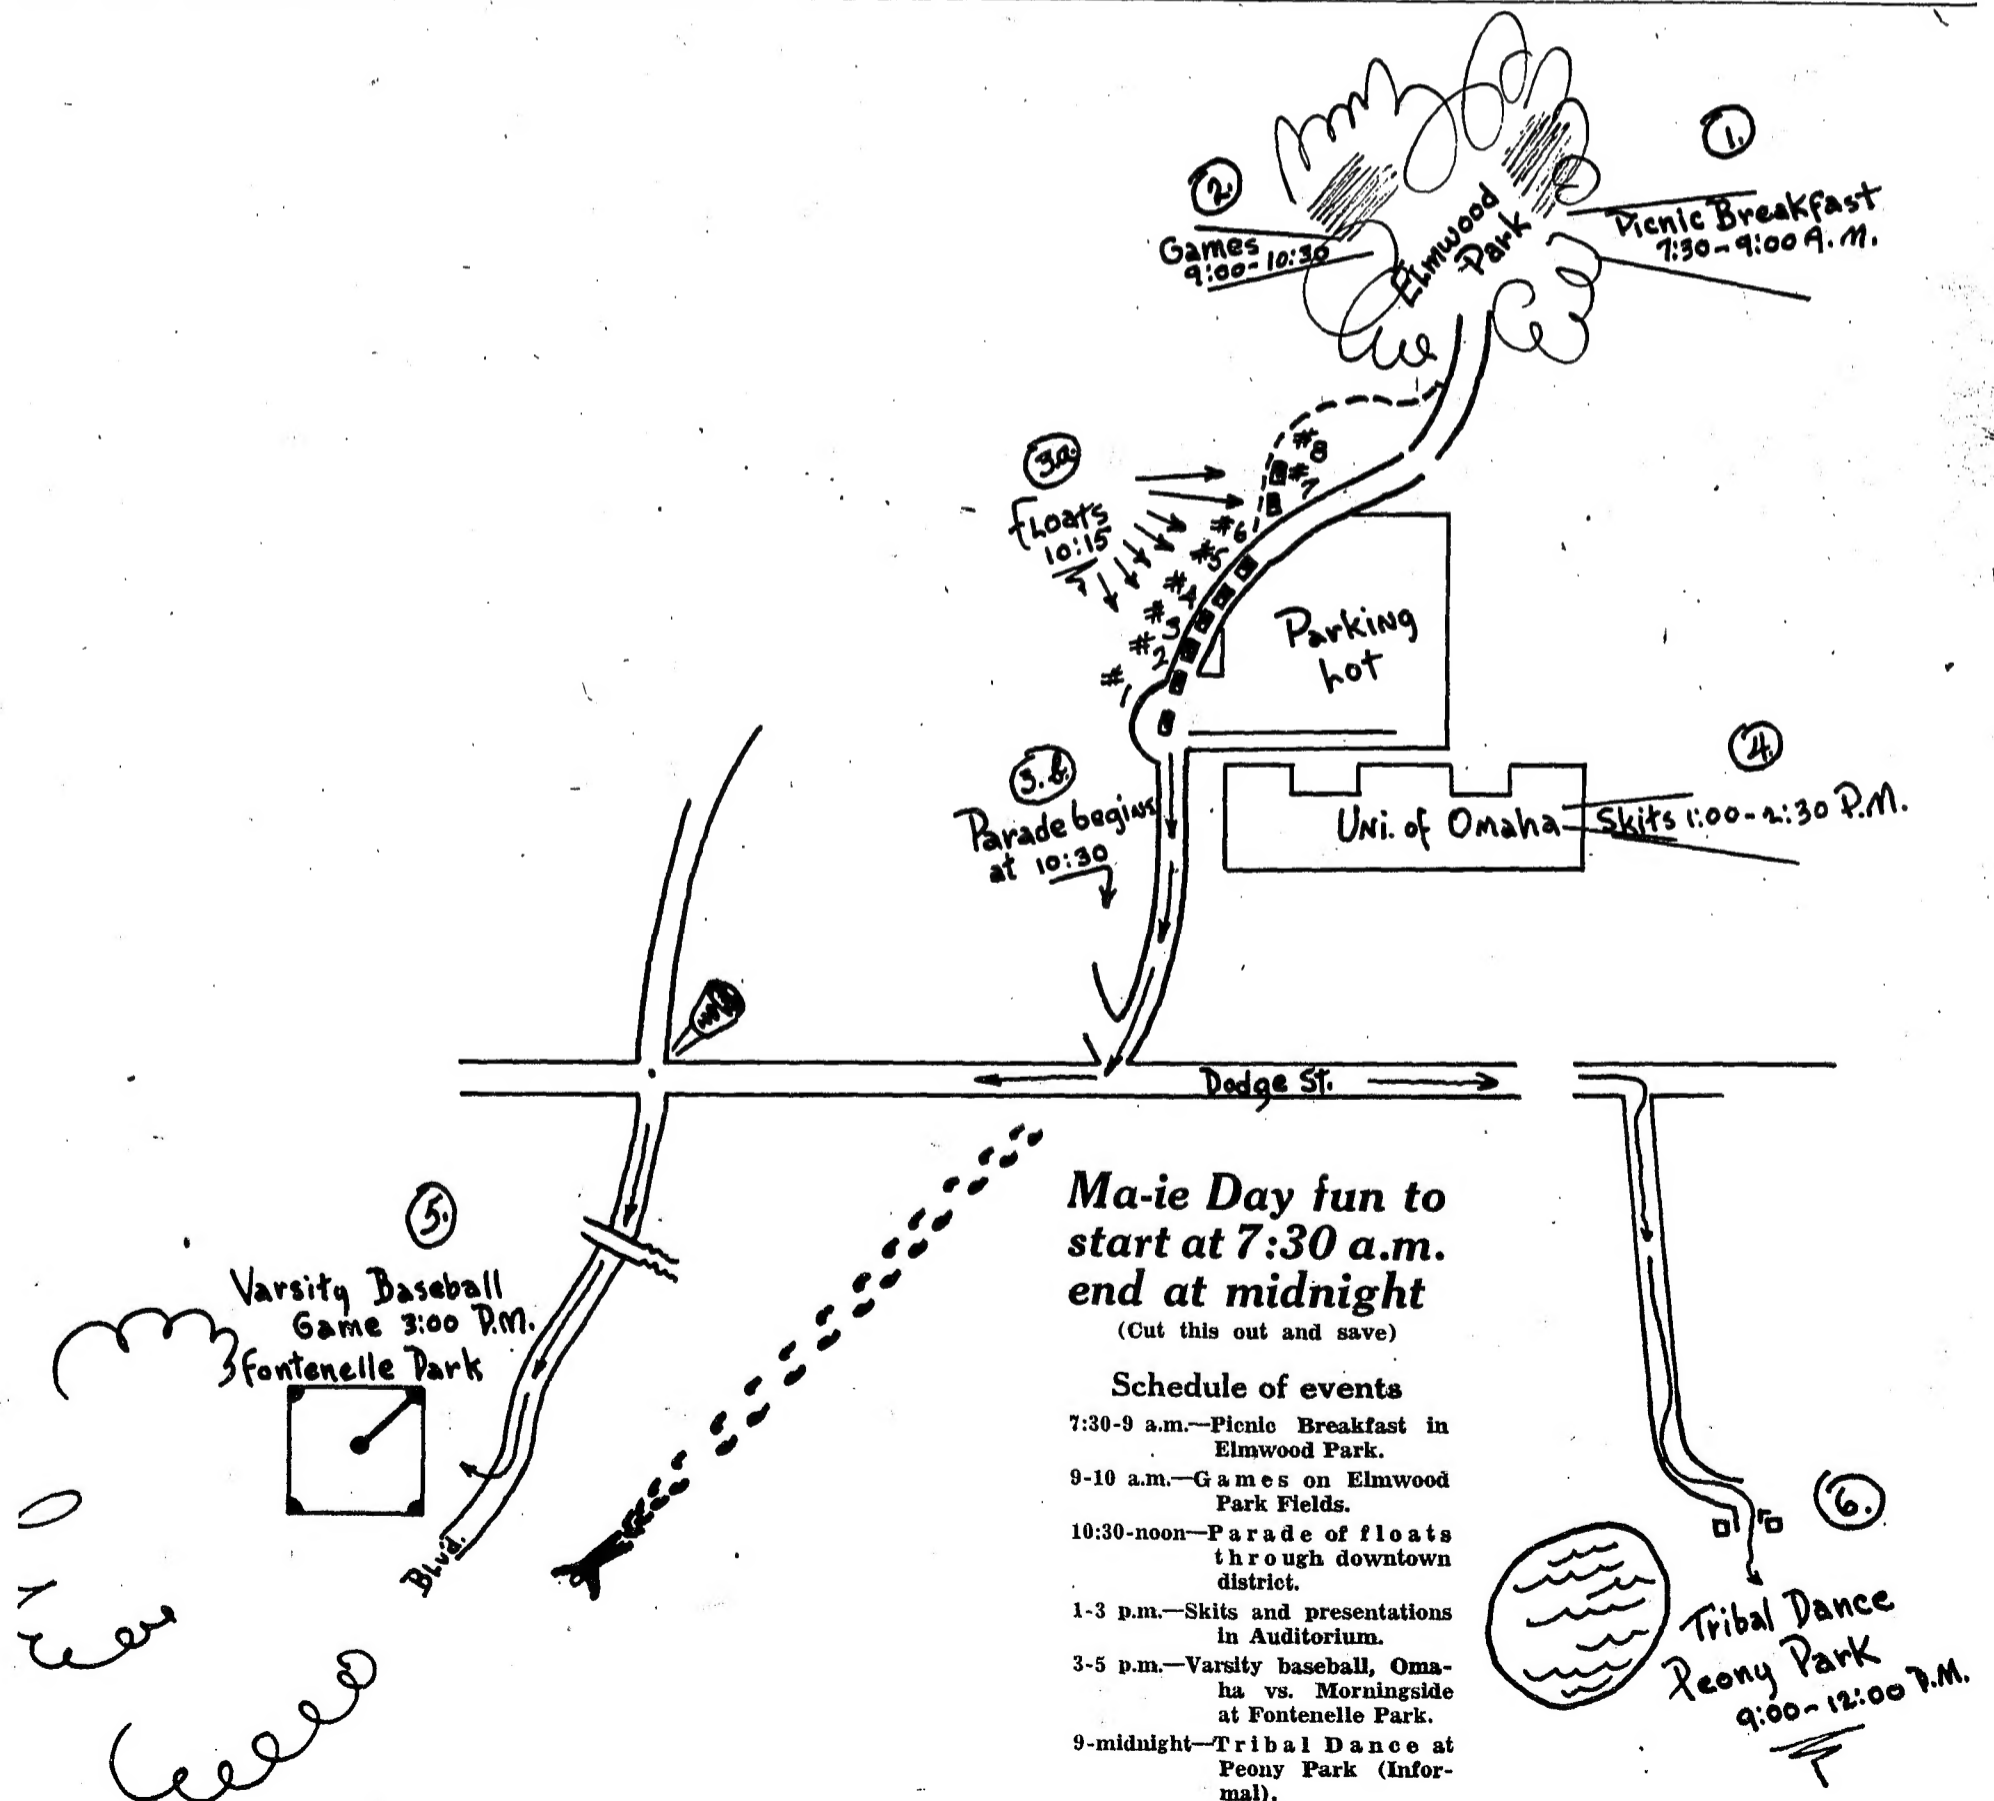 1.
Picnic Breakfast
7:30-9:00 A.M.
2.
Games
9:00-10:30
Elmwood
Park
3a.
Floats
10:15
#8
#7
#6
#5
#4
#3
#2
#1
Parking
Lot
3.b.
Parade begins
at 10:30
4.
Uni. of Omaha
Skits 1:00-2:30 P.M.
Dodge St.
5.
Varsity Baseball
Game 3:00 P.M.
Fontenelle Park
Blvd.
Ma-ie Day fun to
start at 7:30 a.m.
end at midnight
(Cut this out and save)
Schedule of events
7:30-9 a.m.—Picnic Breakfast in
Elmwood Park.
9-10 a.m.—Games on Elmwood
Park Fields.
10:30-noon—Parade of floats
through downtown
district.
1-3 p.m.—Skits and presentations
in Auditorium.
3-5 p.m.—Varsity baseball, Oma-
ha vs. Morningside
at Fontenelle Park.
9-midnight—Tribal Dance at
Peony Park (Infor-
mal).
6.
Tribal Dance
Peony Park
9:00-12:00 P.M.